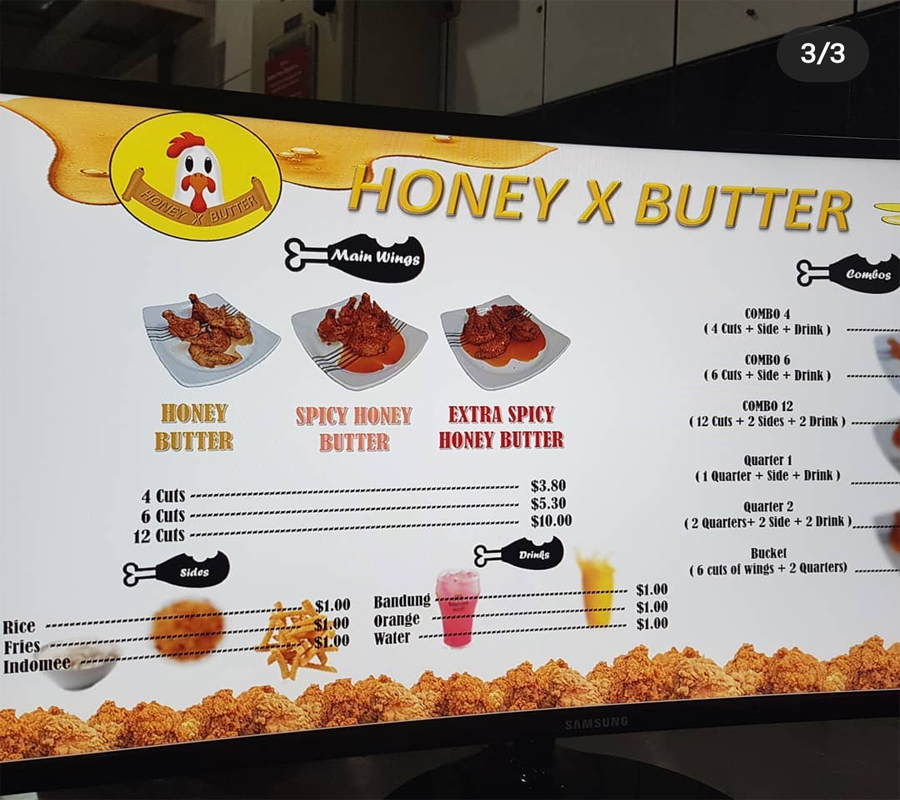 3/3
HONEY X BUTTER
HONEY X BUTTER
Main Wings
HONEY
BUTTER
SPICY HONEY
BUTTER
EXTRA SPICY
HONEY BUTTER
4 Cuts ---------- $3.80
6 Cuts ---------- $5.30
12 Cuts ---------- $10.00
Sides
Rice ---------- $1.00
Fries ---------- $1.00
Indomee ---------- $1.00
Drinks
Bandung ---------- $1.00
Orange ---------- $1.00
Water ---------- $1.00
Combos
COMBO 4
( 4 Cuts + Side + Drink ) ----------
COMBO 6
( 6 Cuts + Side + Drink ) ----------
COMBO 12
( 12 Cuts + 2 Sides + 2 Drink ) ----------
Quarter 1
( 1 Quarter + Side + Drink ) ----------
Quarter 2
( 2 Quarters+ 2 Side + 2 Drink ) ----------
Bucket
( 6 cuts of wings + 2 Quarters) ----------
SAMSUNG